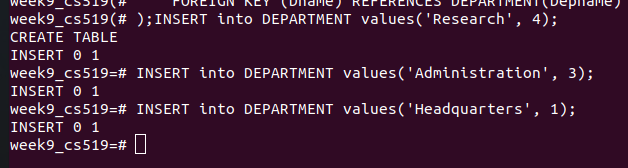 week9_cs519(#     FOREIGN KEY (Dname) REFERENCES DEPARTMENT(Depname)
week9_cs519(# );INSERT into DEPARTMENT values('Research', 4);
CREATE TABLE
INSERT 0 1
week9_cs519=# INSERT into DEPARTMENT values('Administration', 3);
INSERT 0 1
week9_cs519=# INSERT into DEPARTMENT values('Headquarters', 1);
INSERT 0 1
week9_cs519=#